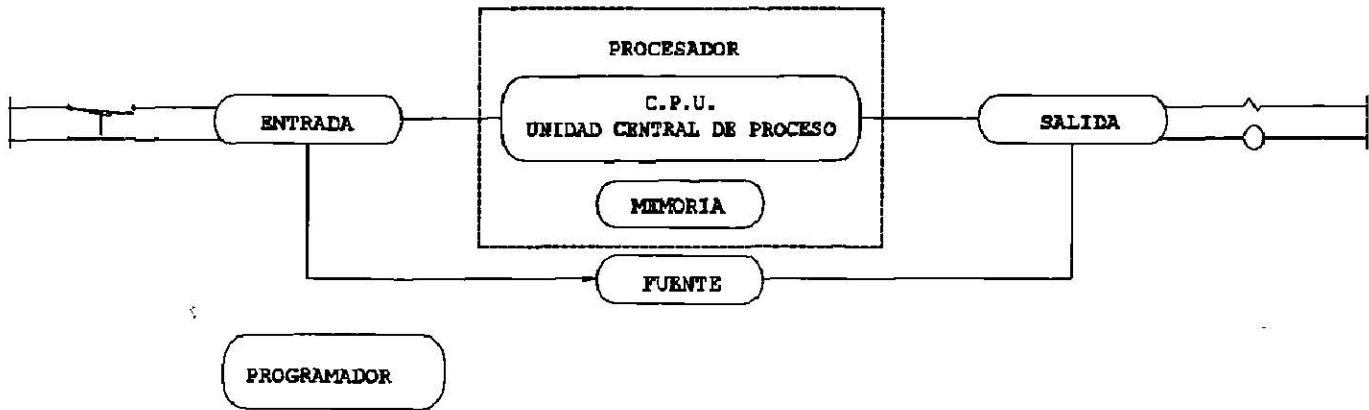 PROCESADOR
C.P.U.
UNIDAD CENTRAL DE PROCESO
ENTRADA
SALIDA
MEMORIA
FUENTE
PROGRAMADOR